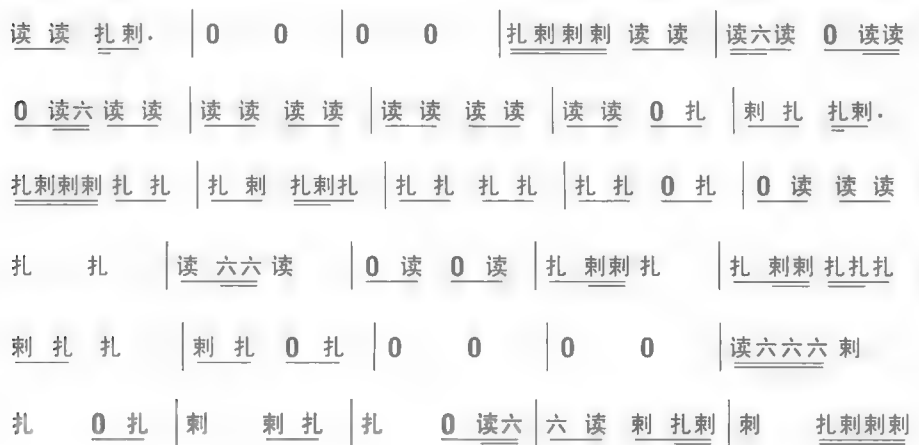 读 读 扎刺. | 0 0 | 0 0 | 扎刺刺刺 读 读 | 读六读 0 读读
0 读六 读 读 | 读 读 读 读 | 读 读 读 读 | 读 读 0 扎 | 刺 扎 扎刺.
扎刺刺刺 扎 扎 | 扎 刺 扎刺扎 | 扎 扎 扎 扎 | 扎 扎 0 扎 | 0 读 读 读
扎 扎 | 读 六六 读 | 0 读 0 读 | 扎 刺刺 扎 | 扎 刺刺 扎扎扎
刺 扎 扎 | 刺 扎 0 扎 | 0 0 | 0 0 | 读六六六 刺
扎 0 扎 | 刺 刺 扎 | 扎 0 读六 | 六 读 刺 扎刺 | 刺 扎刺刺刺